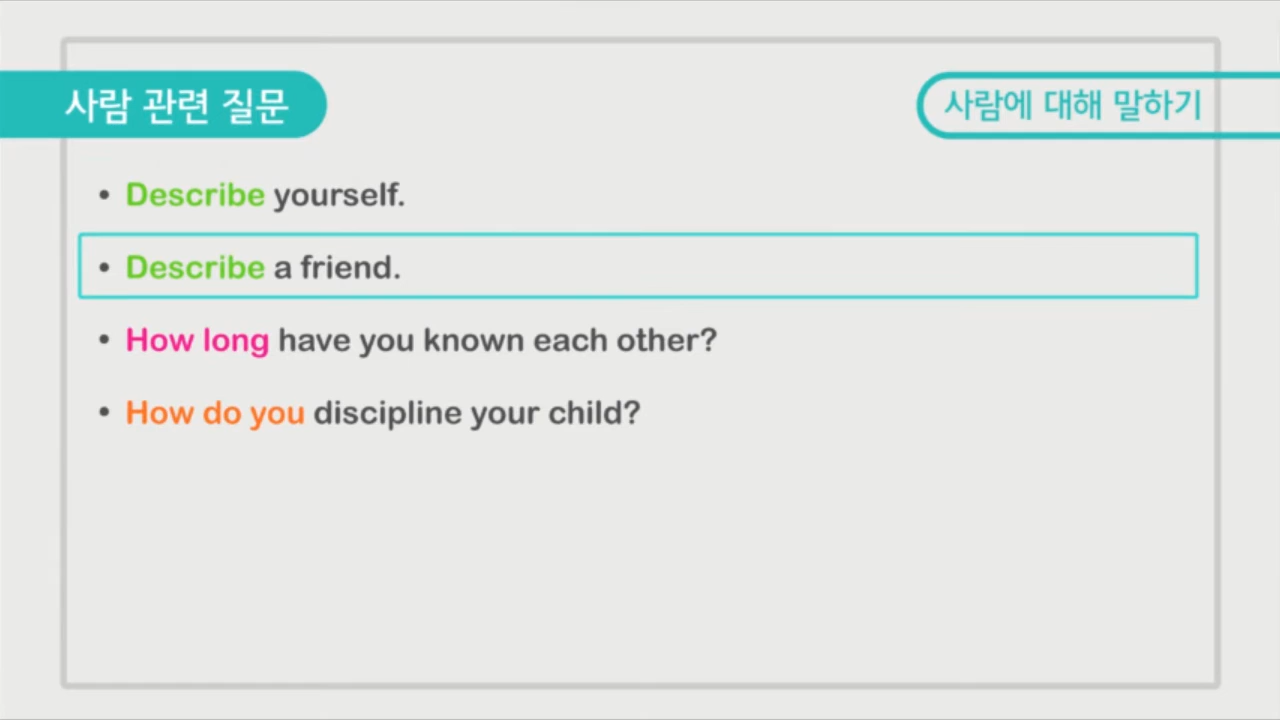 사람 관련 질문
사람에 대해 말하기
• Describe yourself.
• Describe a friend.
• How long have you known each other?
• How do you discipline your child?